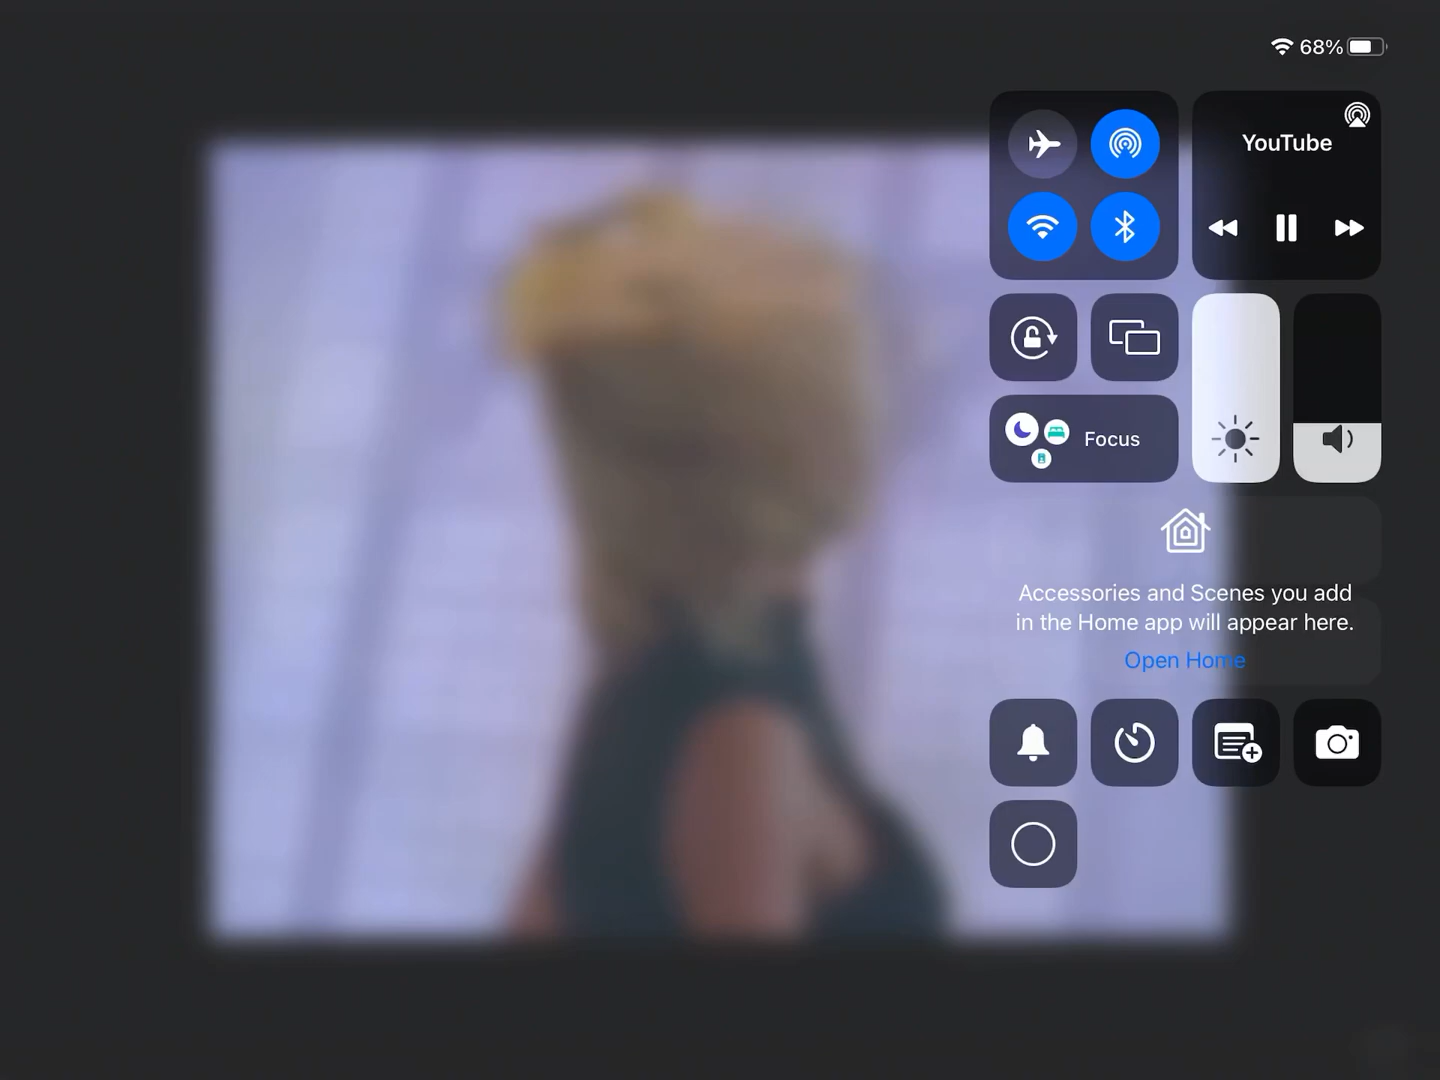 68%
YouTube
Focus
Accessories and Scenes you add
in the Home app will appear here.
Open Home